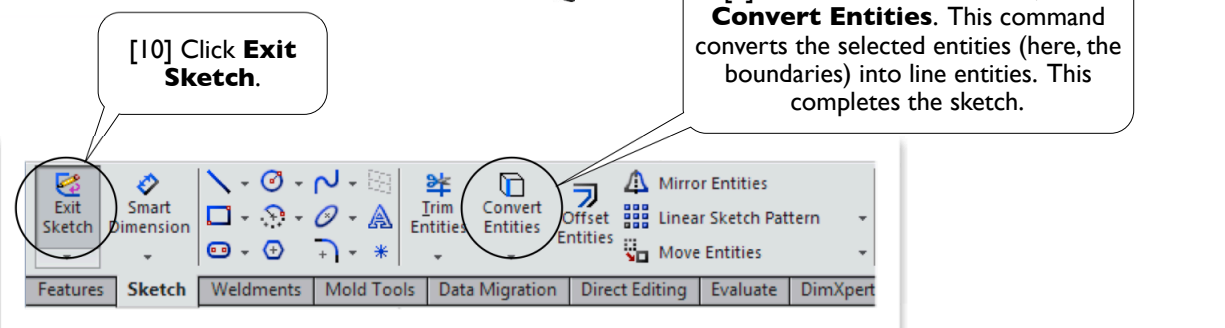 Convert Entities. This command
converts the selected entities (here, the
boundaries) into line entities. This
completes the sketch.
[10] Click Exit
Sketch.
Exit
Sketch
Smart
Dimension
Trim
Entities
Convert
Entities
Offset
Entities
Mirror Entities
Linear Sketch Pattern
Move Entities
Features
Sketch
Weldments
Mold Tools
Data Migration
Direct Editing
Evaluate
DimXpert